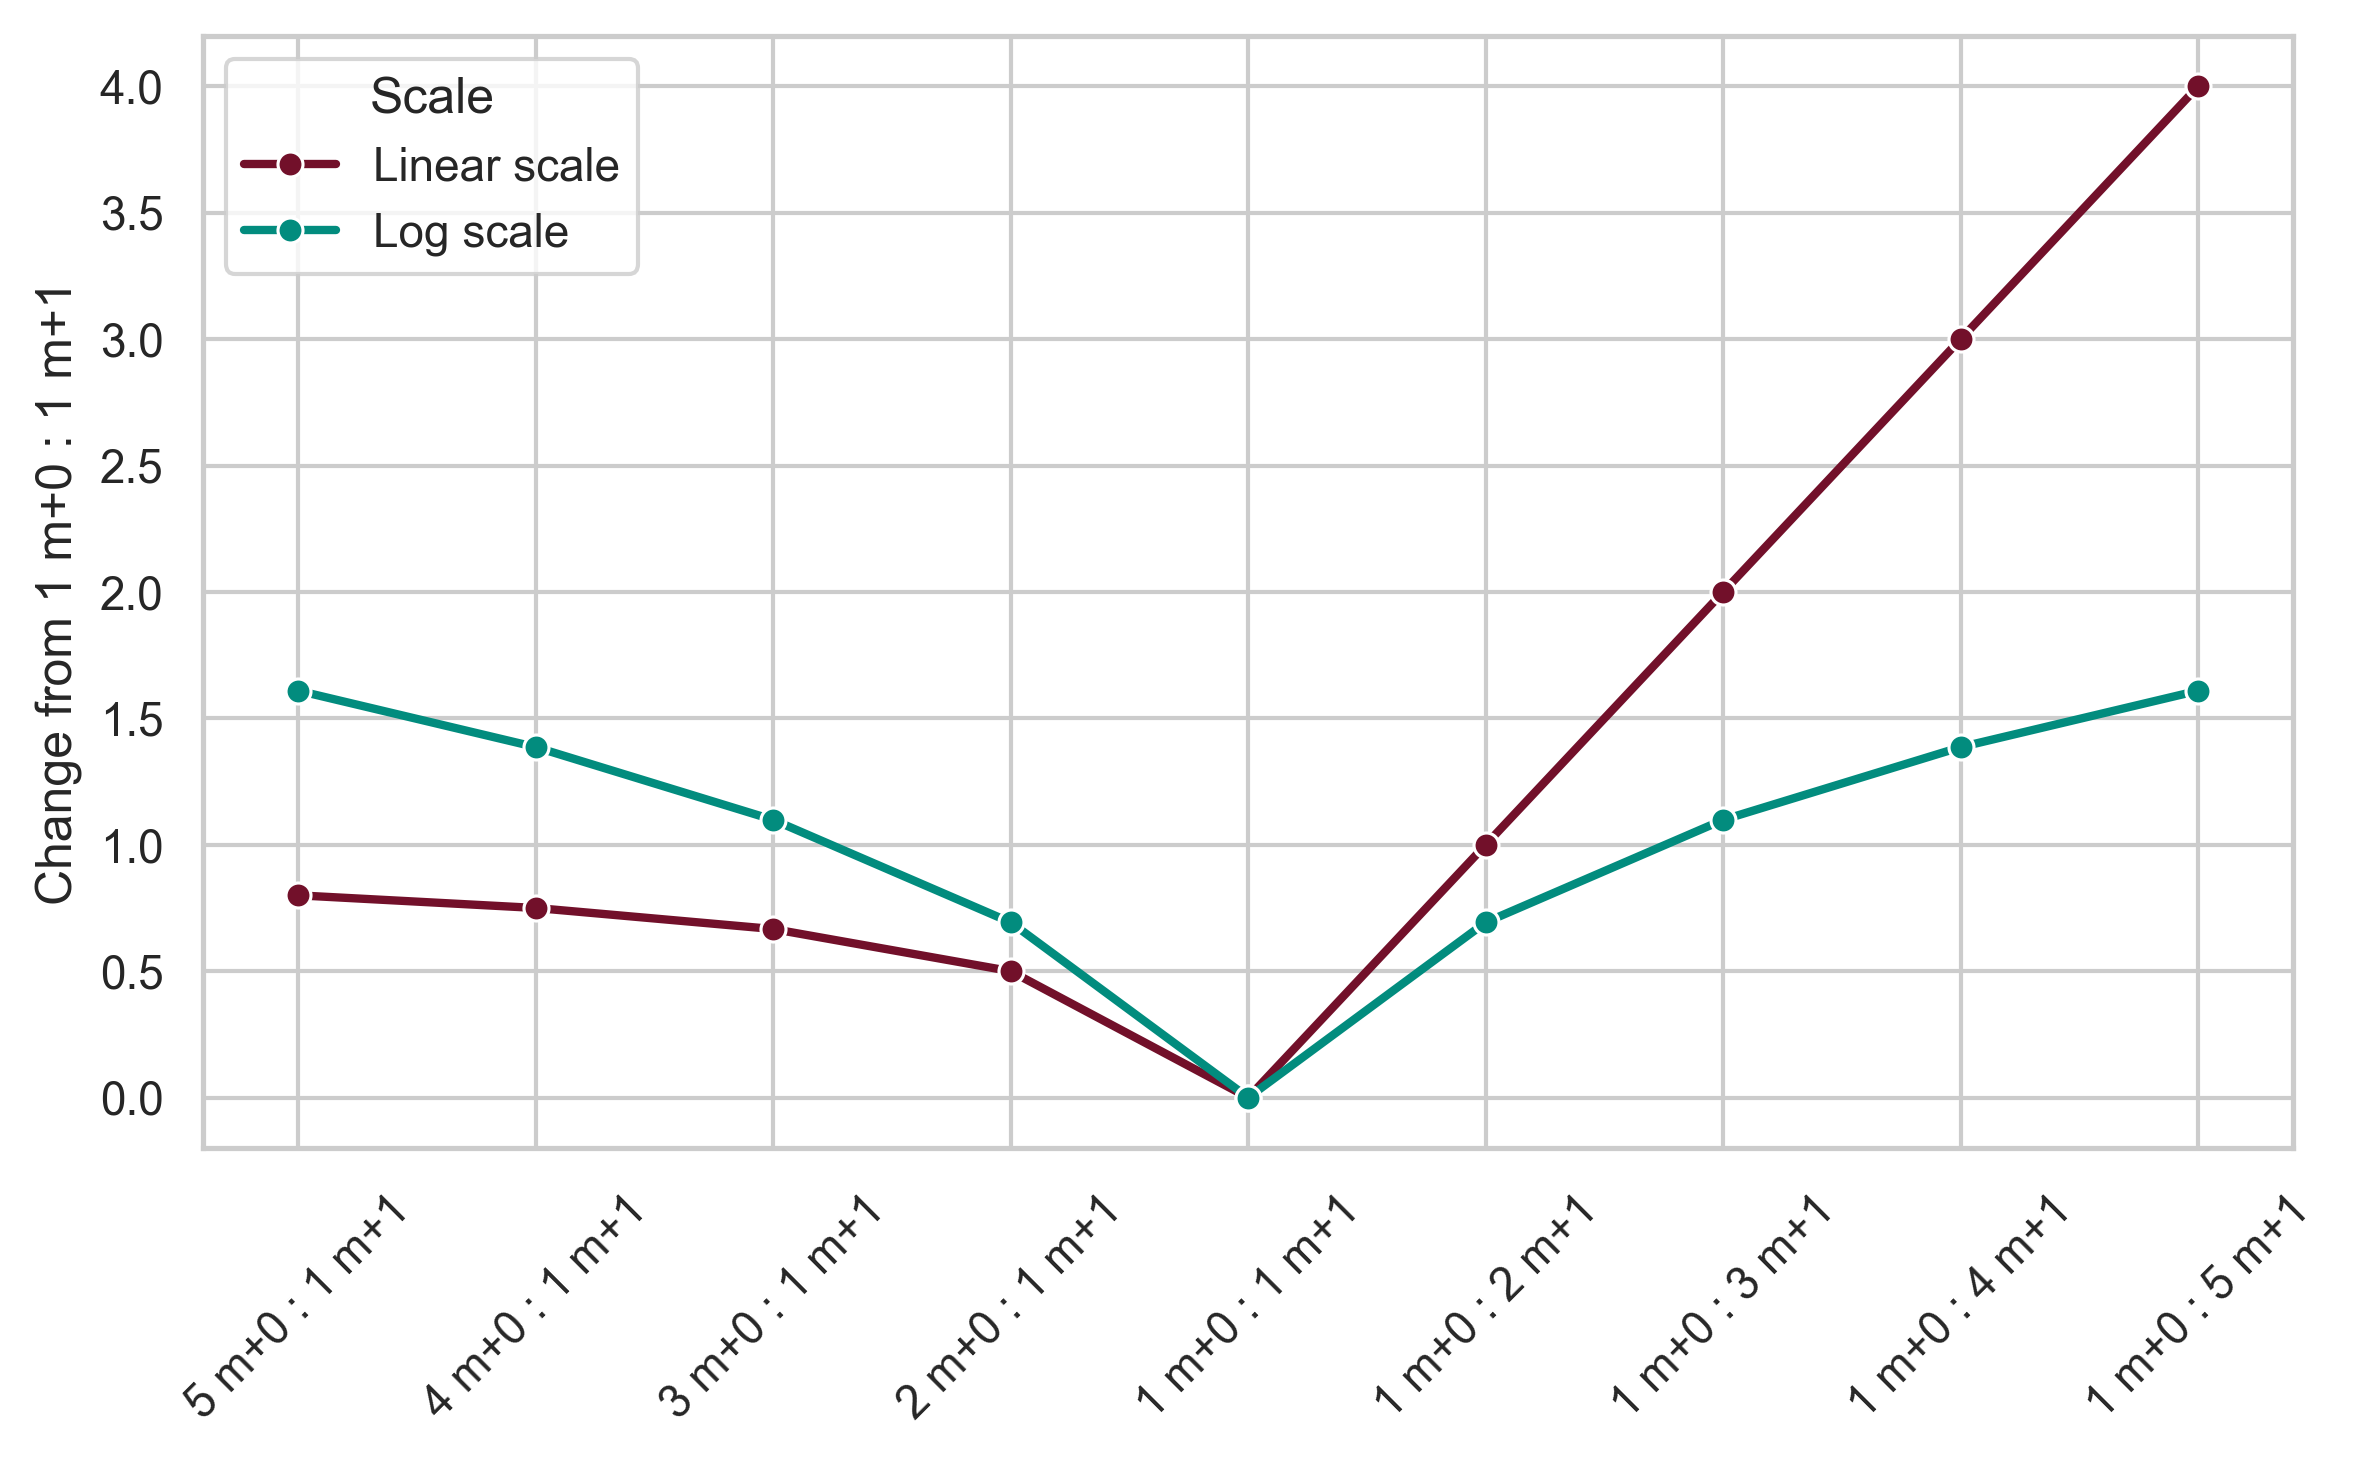 Scale
Linear scale
Log scale
Change from 1 m+0 : 1 m+1
4.0
3.5
3.0
2.5
2.0
1.5
1.0
0.5
0.0
5 m+0 : 1 m+1
4 m+0 : 1 m+1
3 m+0 : 1 m+1
2 m+0 : 1 m+1
1 m+0 : 1 m+1
1 m+0 : 2 m+1
1 m+0 : 3 m+1
1 m+0 : 4 m+1
1 m+0 : 5 m+1